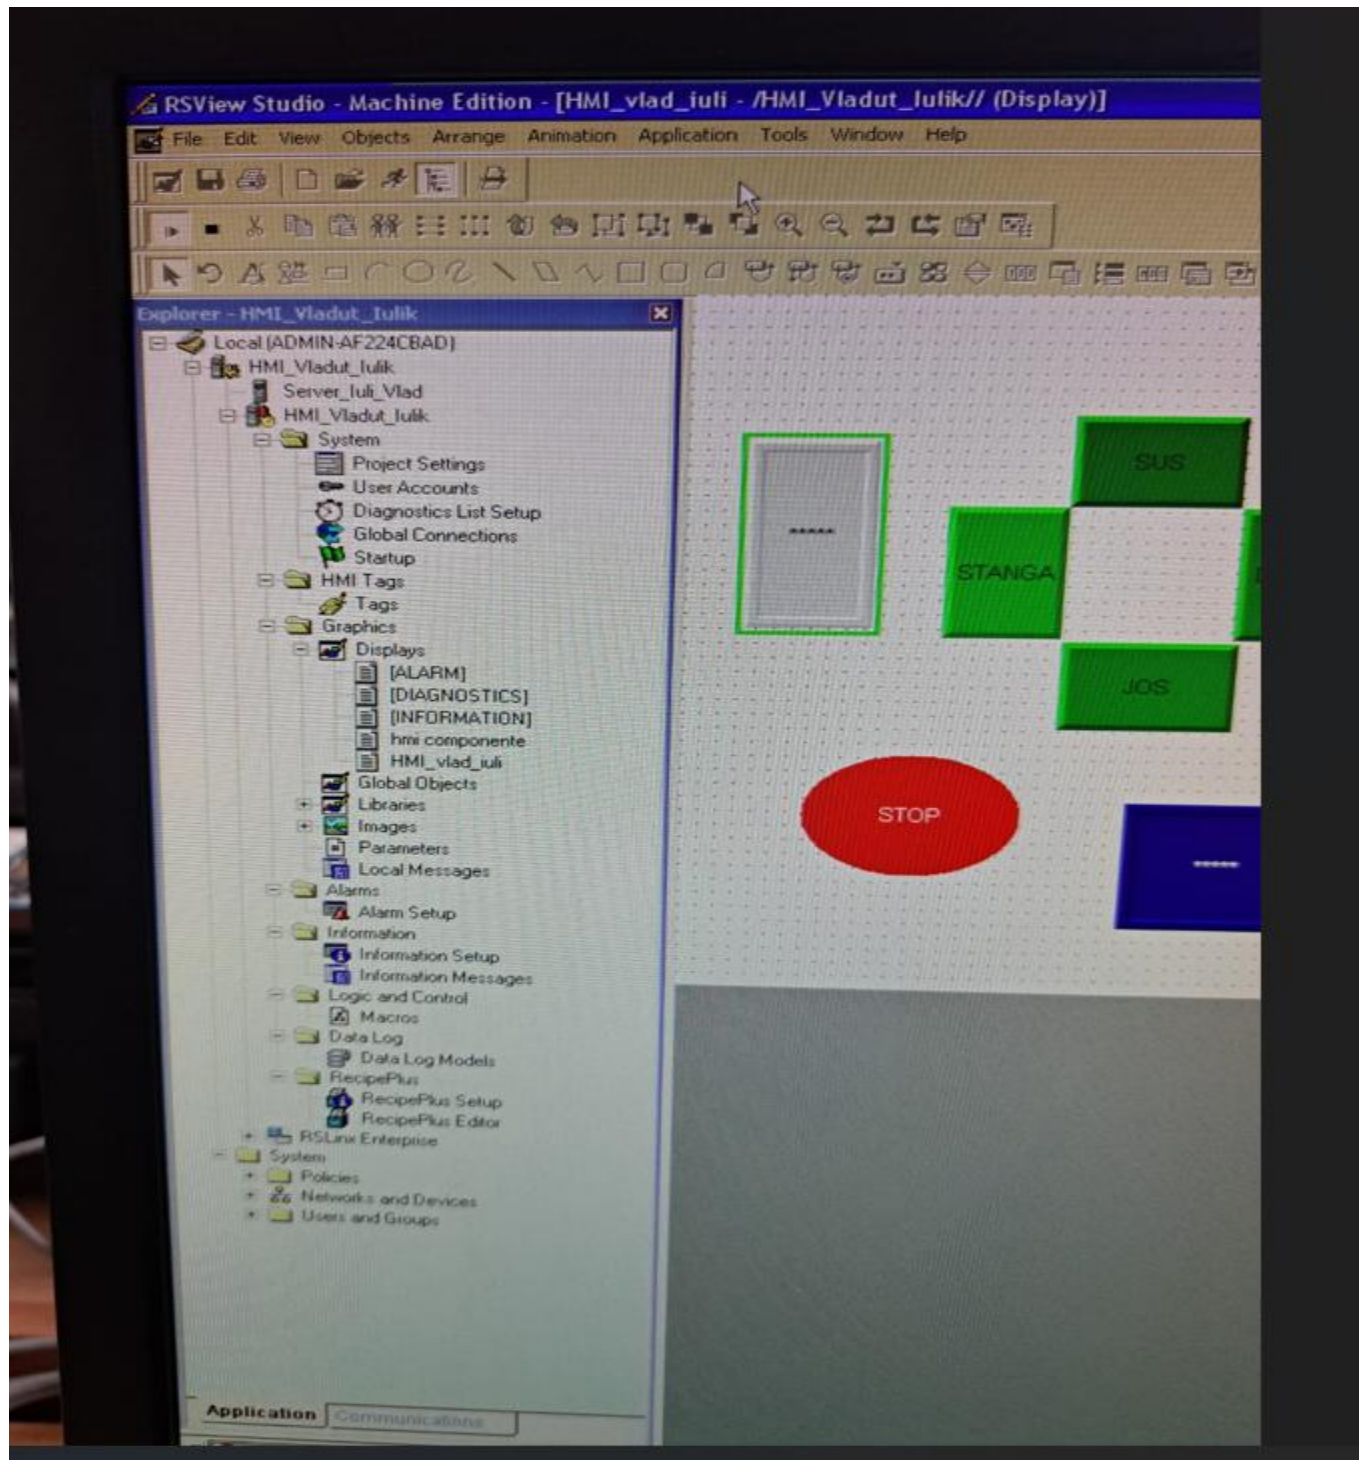 RSView Studio - Machine Edition - [HMI_vlad_iuli - /HMI_Vladut_Iulik// (Display)]
File Edit View Objects Arrange Animation Application Tools Window Help
Explorer - HMI_Vladut_Iulik
Local (ADMIN-AF224CBAD)
HMI_Vladut_Iulik
Server_Iuli_Vlad
HMI_Vladut_Iulik
System
Project Settings
User Accounts
Diagnostics List Setup
Global Connections
Startup
HMI Tags
Tags
Graphics
Displays
[ALARM]
[DIAGNOSTICS]
[INFORMATION]
hmi componente
HMI_vlad_iuli
Global Objects
Libraries
Images
Parameters
Local Messages
Alarms
Alarm Setup
Information
Information Setup
Information Messages
Logic and Control
Macros
Data Log
Data Log Models
RecipePlus
RecipePlus Setup
RecipePlus Editor
RSLinx Enterprise
System
Policies
Networks and Devices
Users and Groups
Application Communications
SUS
STANGA
JOS
STOP